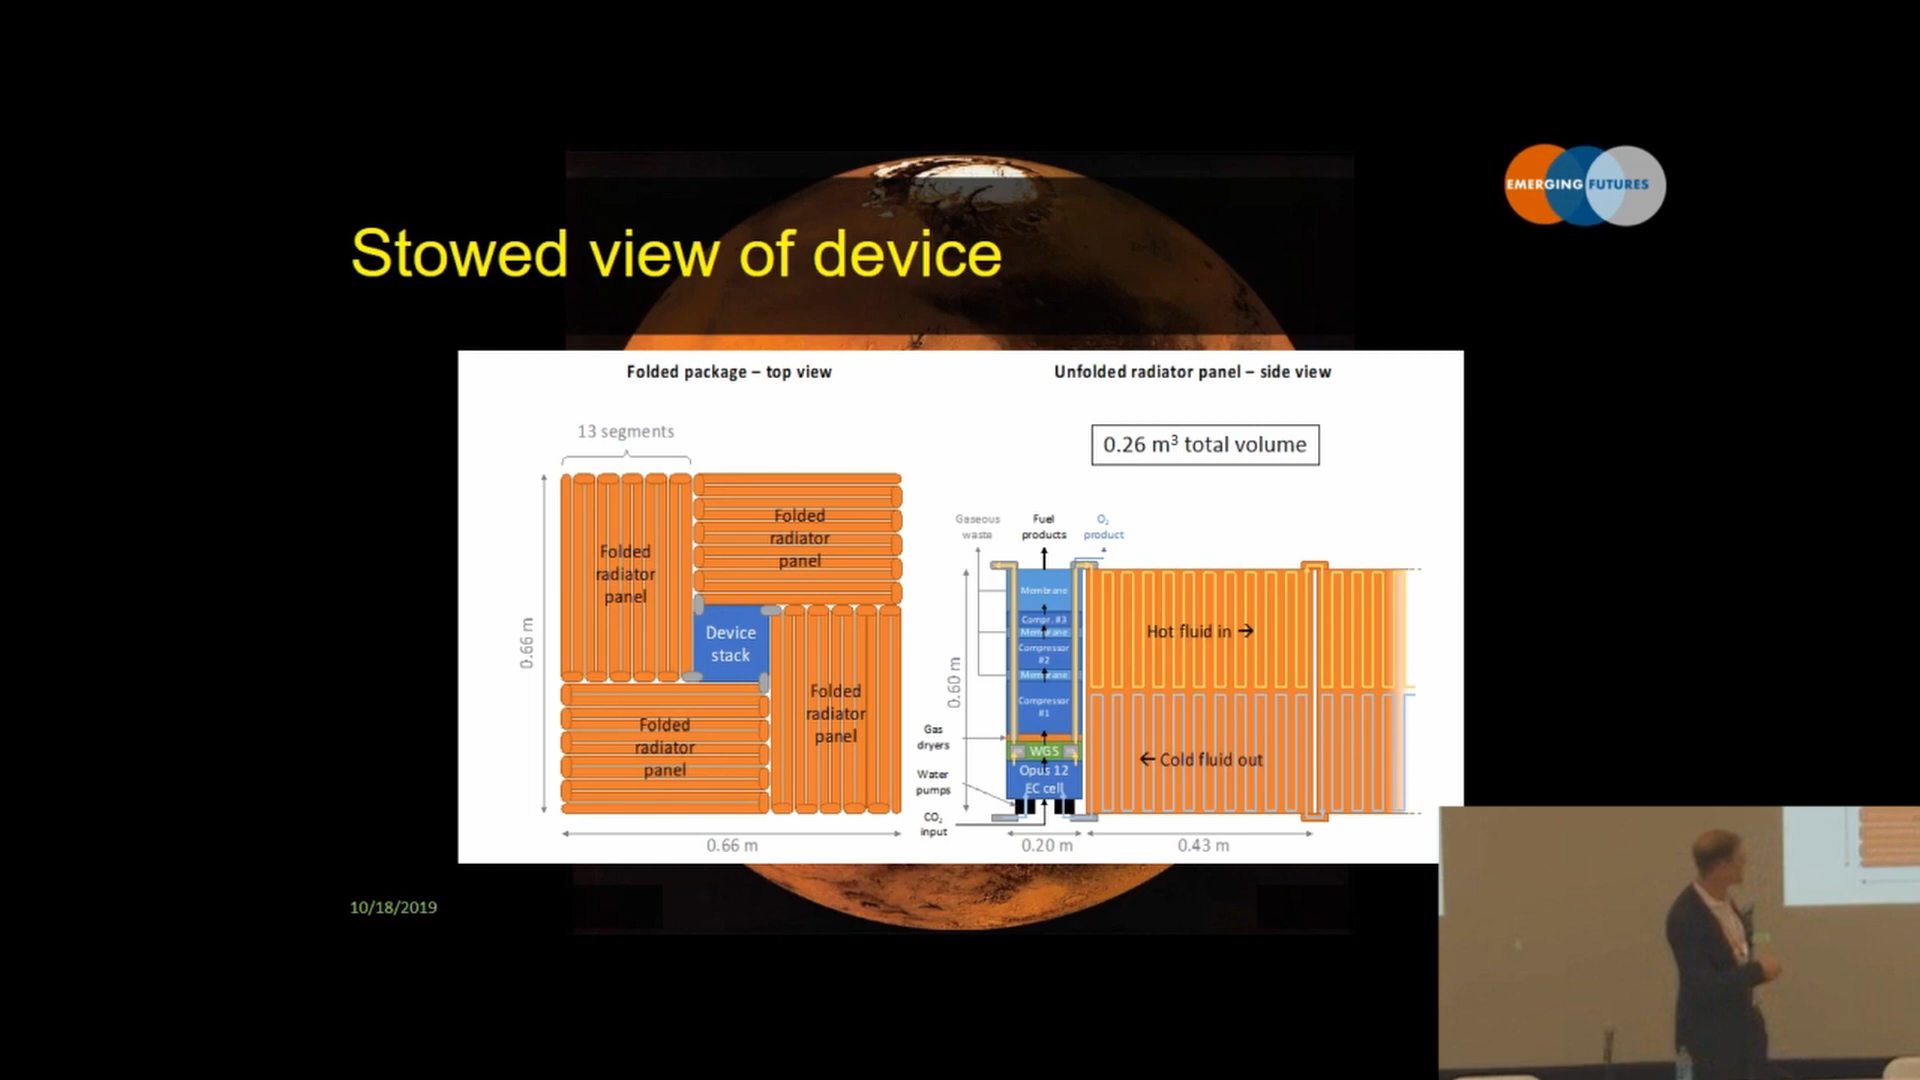 EMERGING FUTURES
Stowed view of device
Folded package – top view
Unfolded radiator panel – side view
13 segments
0.26 m³ total volume
Folded
radiator
panel
Folded
radiator
panel
Device
stack
Folded
radiator
panel
Folded
radiator
panel
0.66 m
0.66 m
Gaseous
waste
Fuel
products
O₂
product
Membrane
Compr. #3
Membrane
Compressor
#2
Membrane
Compressor
#1
WGS
Opus 12
EC cell
Hot fluid in →
← Cold fluid out
0.60 m
Gas
dryers
Water
pumps
CO₂
input
0.20 m
0.43 m
10/18/2019